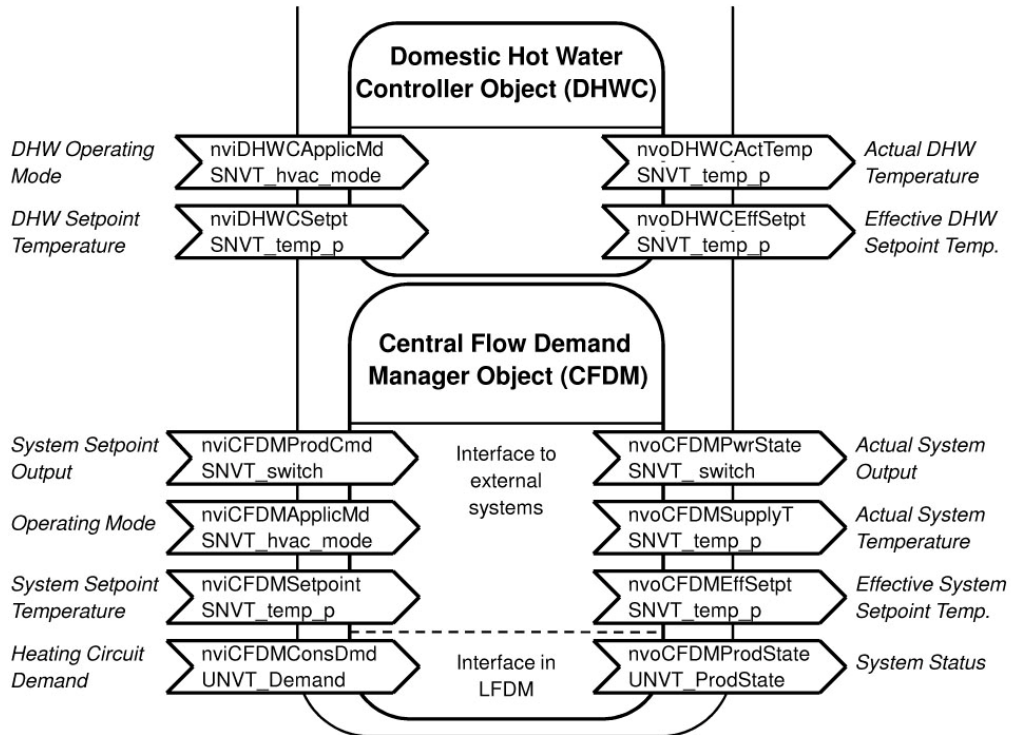 Domestic Hot Water
Controller Object (DHWC)
DHW Operating
Mode
nviDHWCApplicMd
SNVT_hvac_mode
nvoDHWCActTemp
SNVT_temp_p
Actual DHW
Temperature
DHW Setpoint
Temperature
nviDHWCSetpt
SNVT_temp_p
nvoDHWCEffSetpt
SNVT_temp_p
Effective DHW
Setpoint Temp.
Central Flow Demand
Manager Object (CFDM)
System Setpoint
Output
nviCFDMProdCmd
SNVT_switch
Interface to
external
systems
nvoCFDMPwrState
SNVT_switch
Actual System
Output
Operating Mode
nviCFDMApplicMd
SNVT_hvac_mode
nvoCFDMSupplyT
SNVT_temp_p
Actual System
Temperature
System Setpoint
Temperature
nviCFDMSetpoint
SNVT_temp_p
nvoCFDMEffSetpt
SNVT_temp_p
Effective System
Setpoint Temp.
Heating Circuit
Demand
nviCFDMConsDmd
UNVT_Demand
Interface in
LFDM
nvoCFDMProdState
UNVT_ProdState
System Status